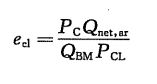 e_cl = P_C Q_net,ar / Q_BM P_CL